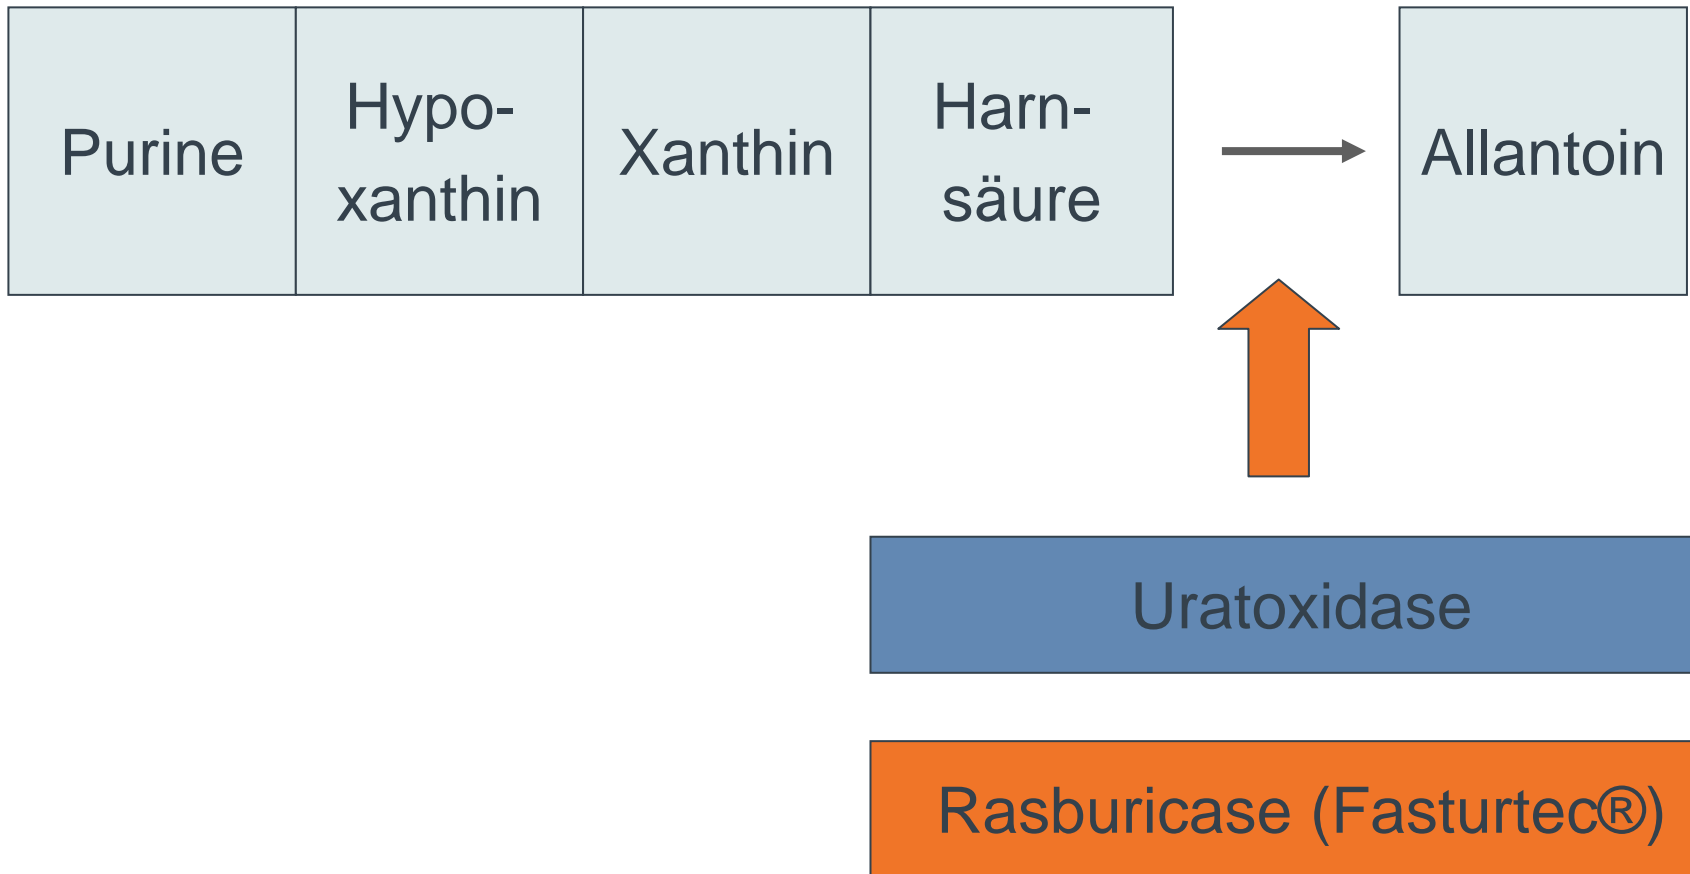 Purine
Hypo-
xanthin
Xanthin
Harn-
säure
Allantoin
Uratoxidase
Rasburicase (Fasturtec®)